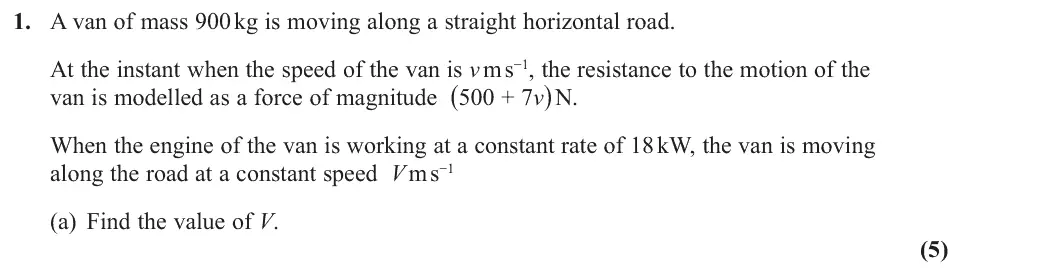 1. A van of mass 900 kg is moving along a straight horizontal road.
At the instant when the speed of the van is v m s⁻¹, the resistance to the motion of the
van is modelled as a force of magnitude (500 + 7v) N.
When the engine of the van is working at a constant rate of 18 kW, the van is moving
along the road at a constant speed V m s⁻¹
(a) Find the value of V.
(5)